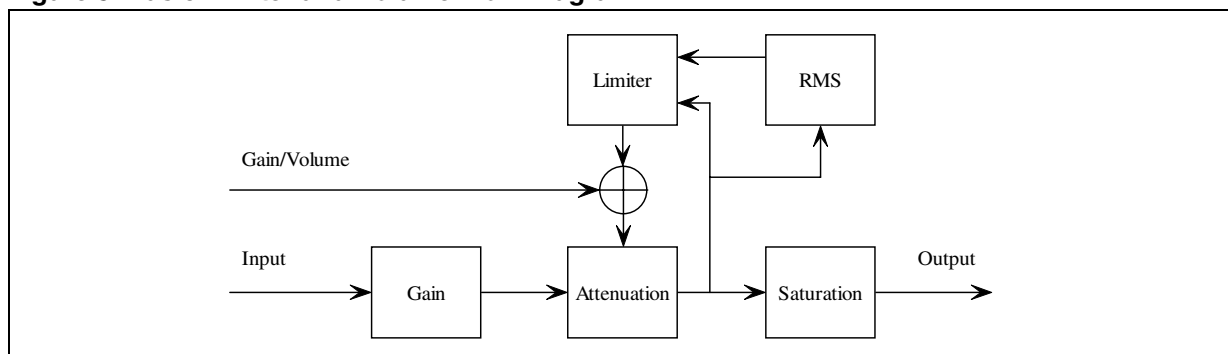 Limiter
RMS
Gain/Volume
Input
Output
Gain
Attenuation
Saturation